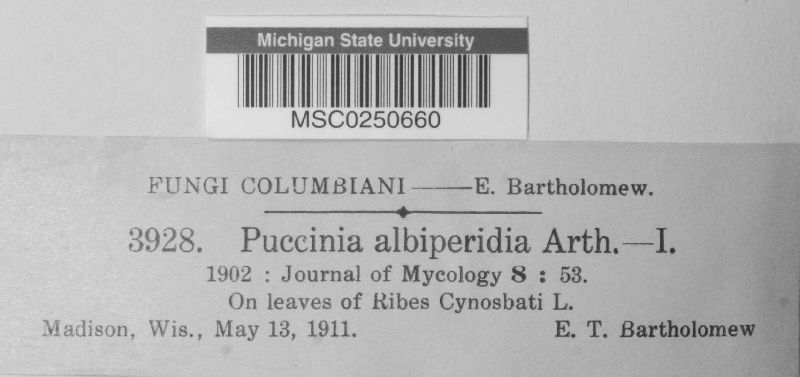 Michigan State University
MSC0250660
FUNGI COLUMBIANI——E. Bartholomew.
3928. Puccinia albiperidia Arth.—I.
1902 : Journal of Mycology 8 : 53.
On leaves of Ribes Cynosbati L.
Madison, Wis., May 13, 1911. E. T. Bartholomew